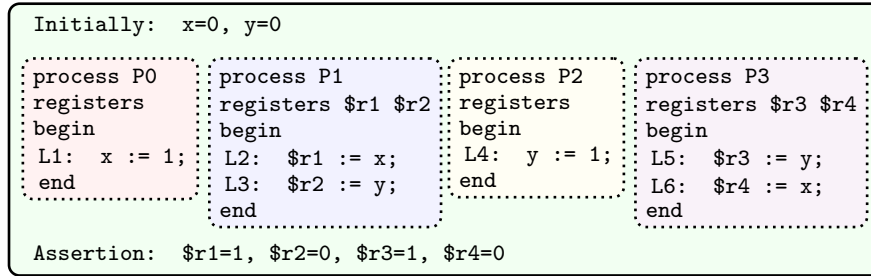 Initially: x=0, y=0
process P0
registers
begin
L1: x := 1;
end
process P1
registers $r1 $r2
begin
L2: $r1 := x;
L3: $r2 := y;
end
process P2
registers
begin
L4: y := 1;
end
process P3
registers $r3 $r4
begin
L5: $r3 := y;
L6: $r4 := x;
end
Assertion: $r1=1, $r2=0, $r3=1, $r4=0